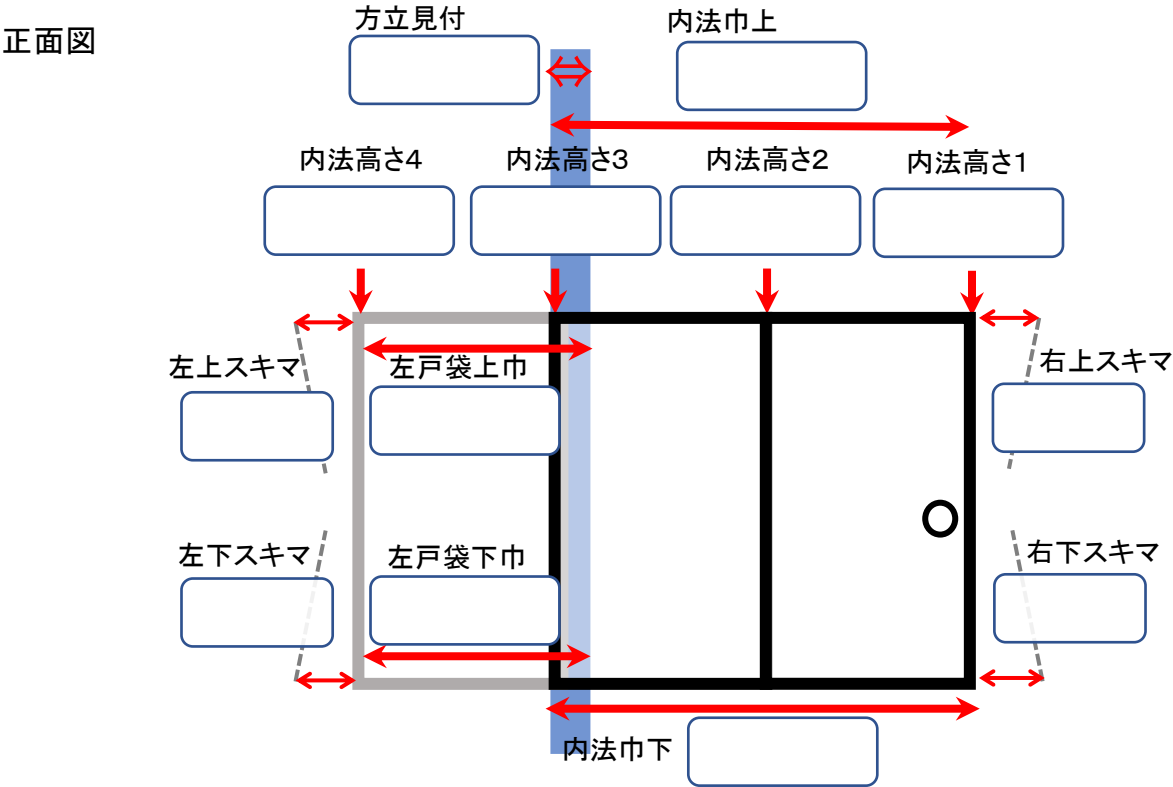 正面図
方立見付
内法巾上
内法高さ4
内法高さ3
内法高さ2
内法高さ1
左上スキマ
左戸袋上巾
右上スキマ
左下スキマ
左戸袋下巾
右下スキマ
内法巾下